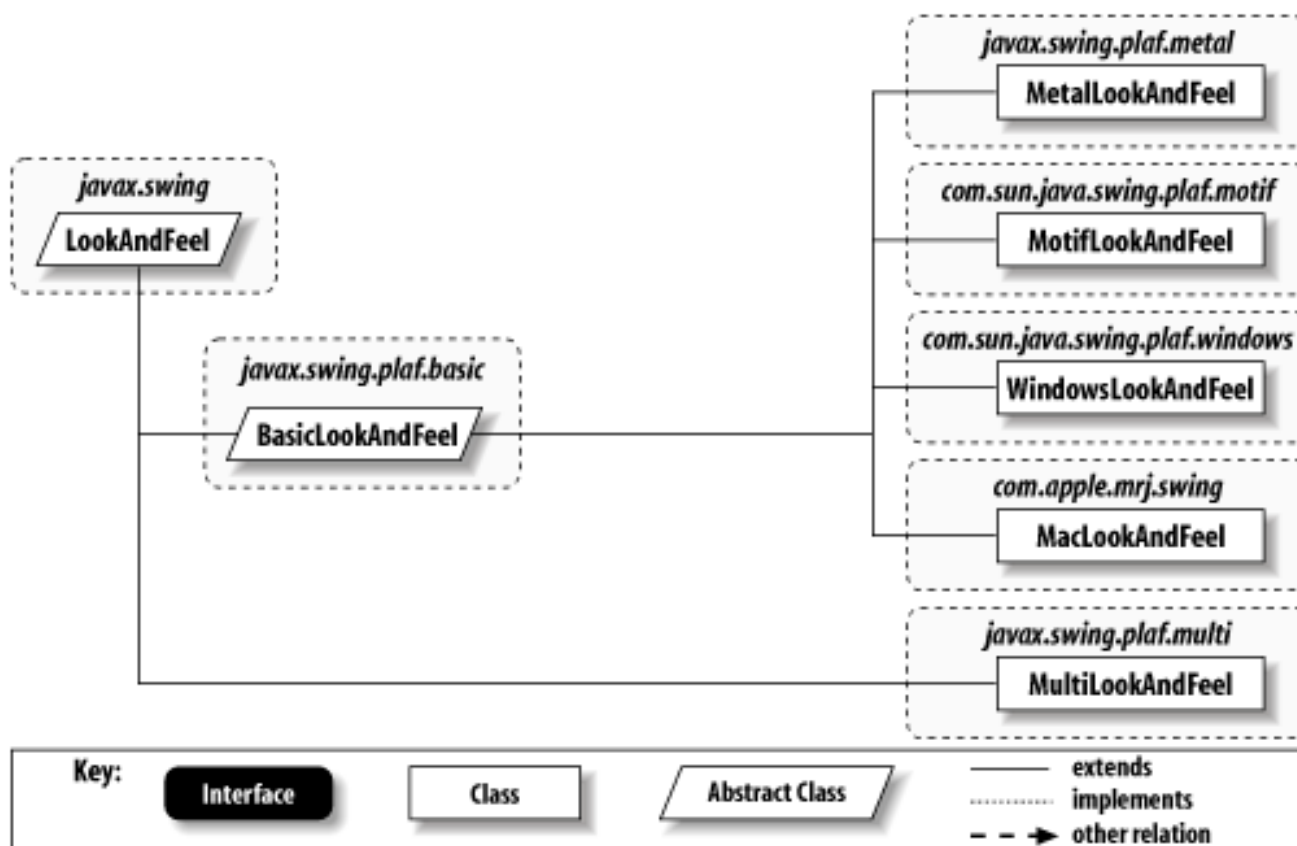 javax.swing.plaf.metal
MetalLookAndFeel
javax.swing
LookAndFeel
com.sun.java.swing.plaf.motif
MotifLookAndFeel
javax.swing.plaf.basic
BasicLookAndFeel
com.sun.java.swing.plaf.windows
WindowsLookAndFeel
com.apple.mrj.swing
MacLookAndFeel
javax.swing.plaf.multi
MultiLookAndFeel
Key:
Interface
Class
Abstract Class
extends
implements
other relation